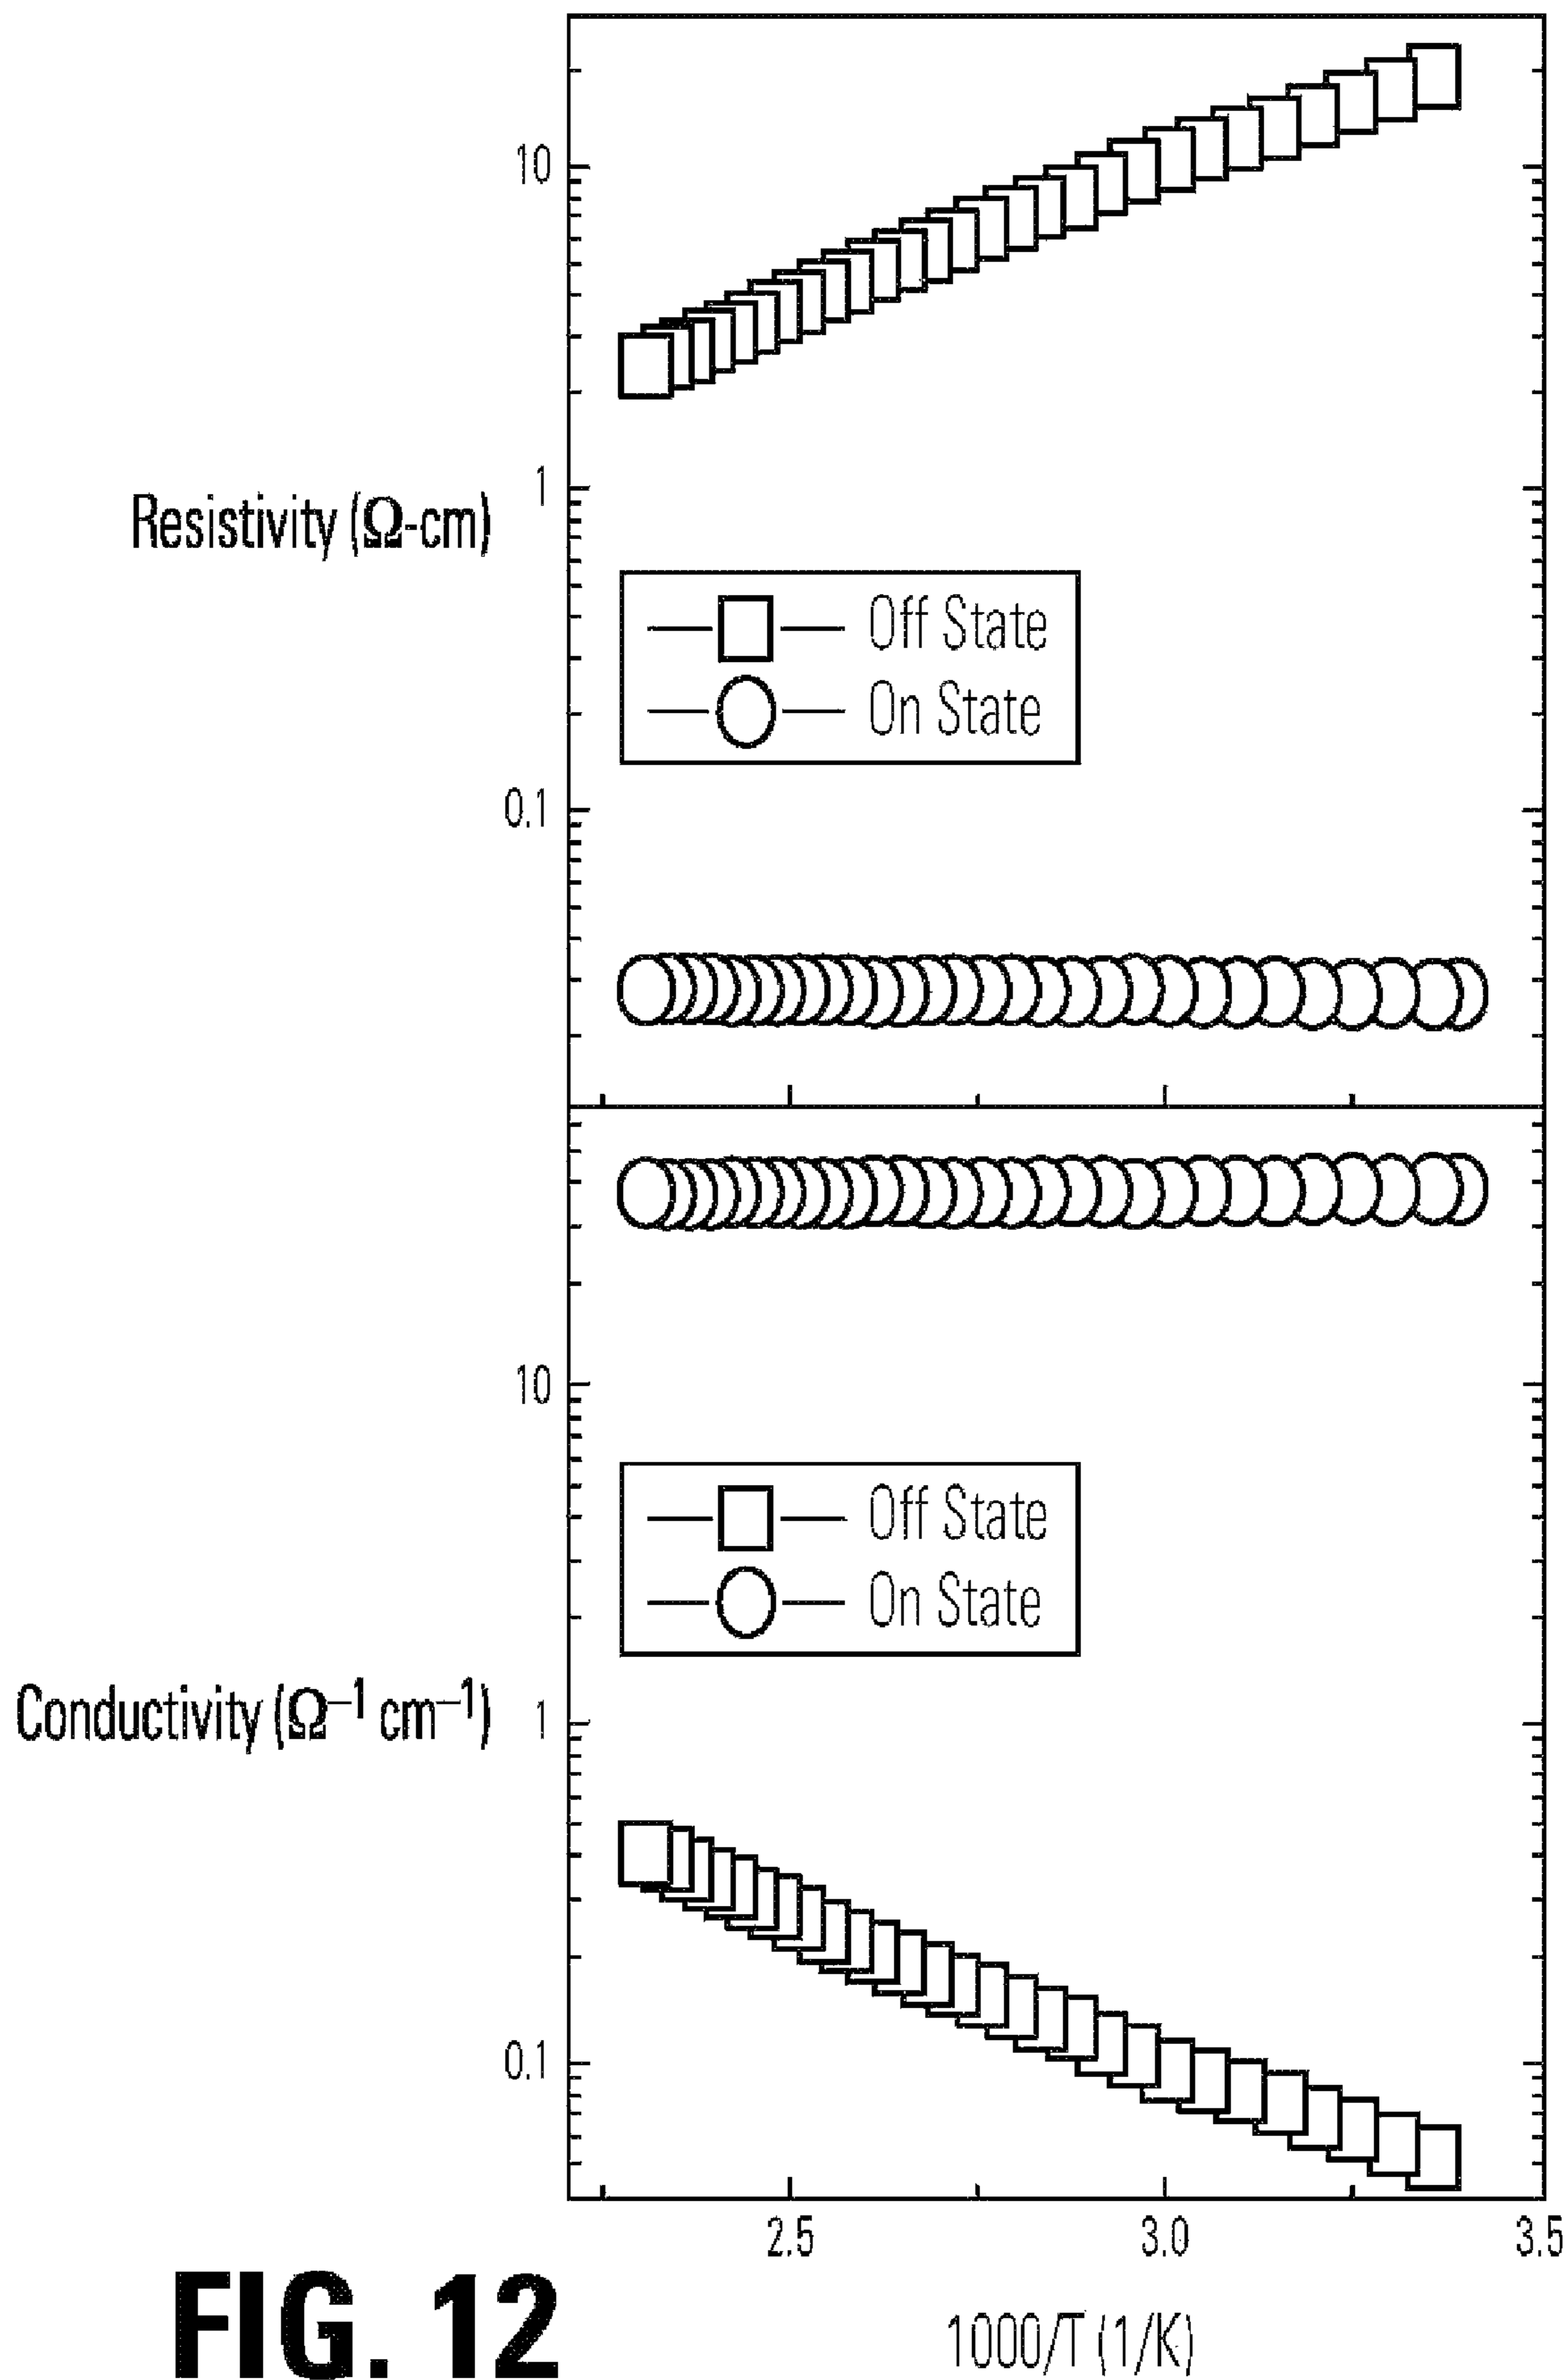 10
1
Resistivity (Ω-cm)
Off State
On State
0.1
10
Off State
On State
Conductivity (Ω⁻¹ cm⁻¹)
1
0.1
2.5 3.0 3.5
1000/T (1/K)
FIG. 12